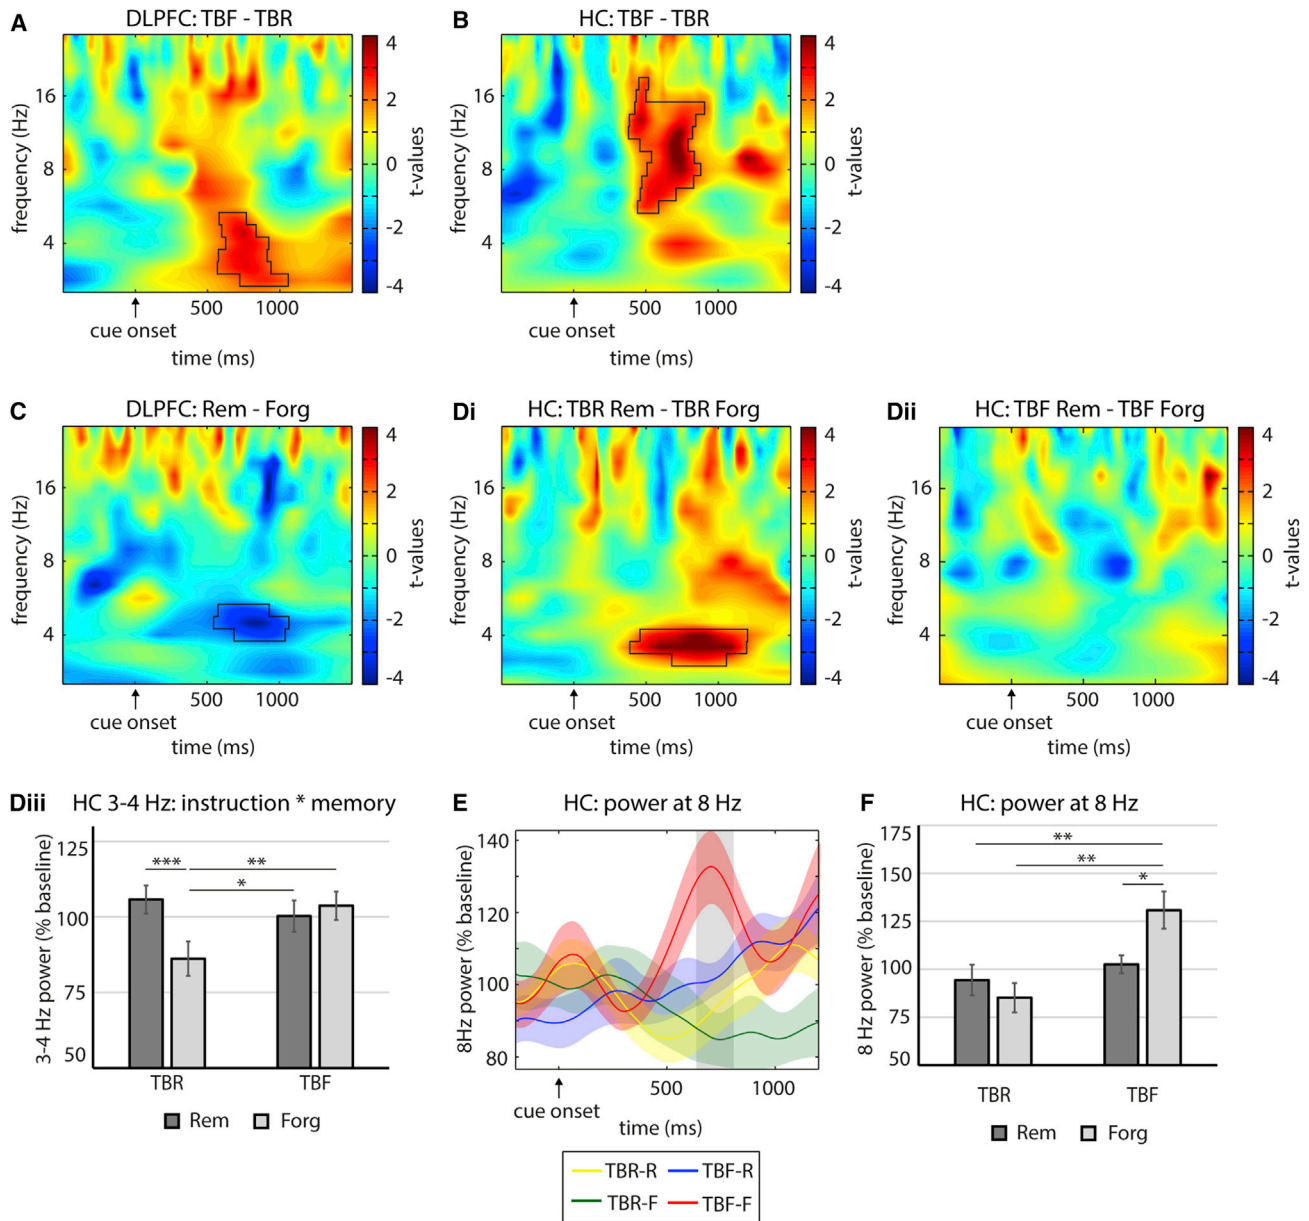 A
DLPFC: TBF - TBR
frequency (Hz)
16
8
4
500
1000
cue onset
time (ms)
4
2
0
-2
-4
t-values
B
HC: TBF - TBR
frequency (Hz)
16
8
4
500
1000
cue onset
time (ms)
4
2
0
-2
-4
t-values
C
DLPFC: Rem - Forg
frequency (Hz)
16
8
4
500
1000
cue onset
time (ms)
4
2
0
-2
-4
t-values
Di
HC: TBR Rem - TBR Forg
frequency (Hz)
16
8
4
500
1000
cue onset
time (ms)
4
2
0
-2
-4
t-values
Dii
HC: TBF Rem - TBF Forg
frequency (Hz)
16
8
4
500
1000
cue onset
time (ms)
4
2
0
-2
-4
t-values
Diii
HC 3-4 Hz: instruction * memory
3-4 Hz power (% baseline)
125
100
75
50
***
**
*
TBR
TBF
Rem
Forg
E
HC: power at 8 Hz
8Hz power (% baseline)
140
120
100
80
500
1000
cue onset
time (ms)
TBR-R
TBF-R
TBR-F
TBF-F
F
HC: power at 8 Hz
8 Hz power (% baseline)
175
150
125
100
75
50
**
**
*
TBR
TBF
Rem
Forg